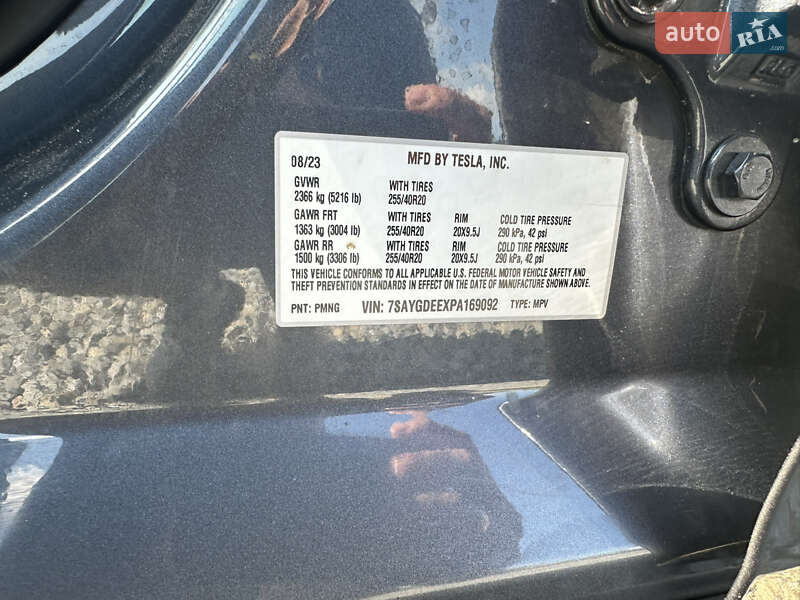 auto RIA
08/23 MFD BY TESLA, INC.
GVWR WITH TIRES
2366 kg (5216 lb) 255/40R20
GAWR FRT WITH TIRES RIM COLD TIRE PRESSURE
1363 kg (3004 lb) 255/40R20 20X9.5J 290 kPa, 42 psi
GAWR RR WITH TIRES RIM COLD TIRE PRESSURE
1500 kg (3306 lb) 255/40R20 20X9.5J 290 kPa, 42 psi
THIS VEHICLE CONFORMS TO ALL APPLICABLE U.S. FEDERAL MOTOR VEHICLE SAFETY AND
THEFT PREVENTION STANDARDS IN EFFECT ON THE DATE OF MANUFACTURE SHOWN ABOVE.
PNT: PMNG VIN: 7SAYGDEEXPA169092 TYPE: MPV